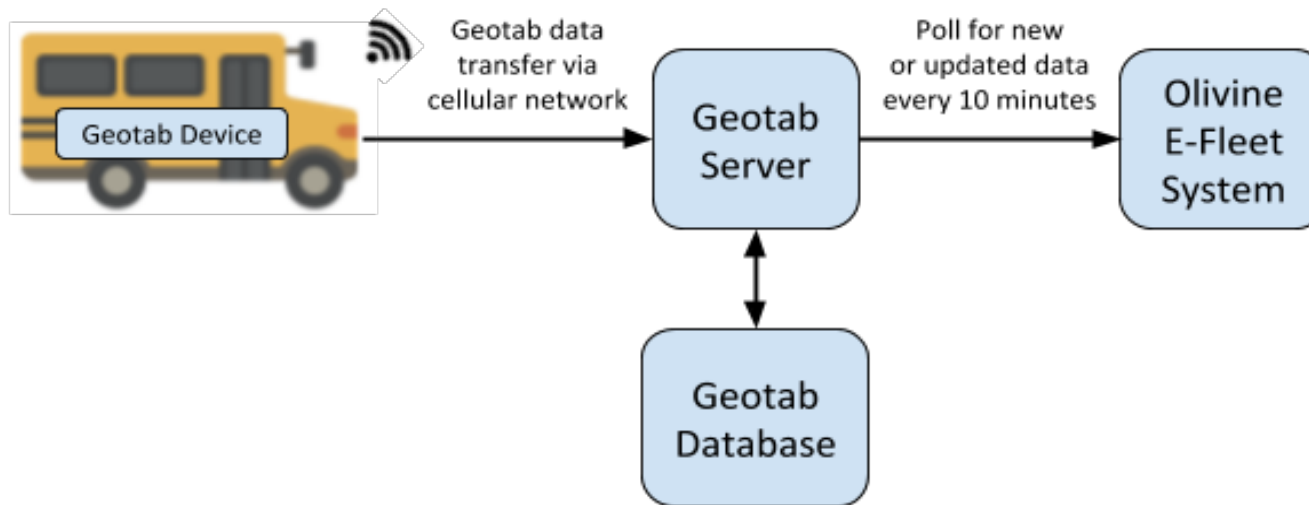 Geotab Device
Geotab data
transfer via
cellular network
Geotab
Server
Poll for new
or updated data
every 10 minutes
Olivine
E-Fleet
System
Geotab
Database